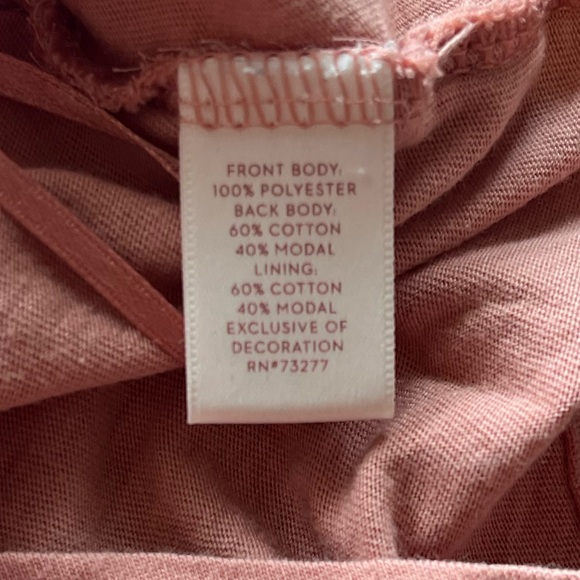 FRONT BODY:
100% POLYESTER
BACK BODY:
60% COTTON
40% MODAL
LINING:
60% COTTON
40% MODAL
EXCLUSIVE OF
DECORATION
RN#73277